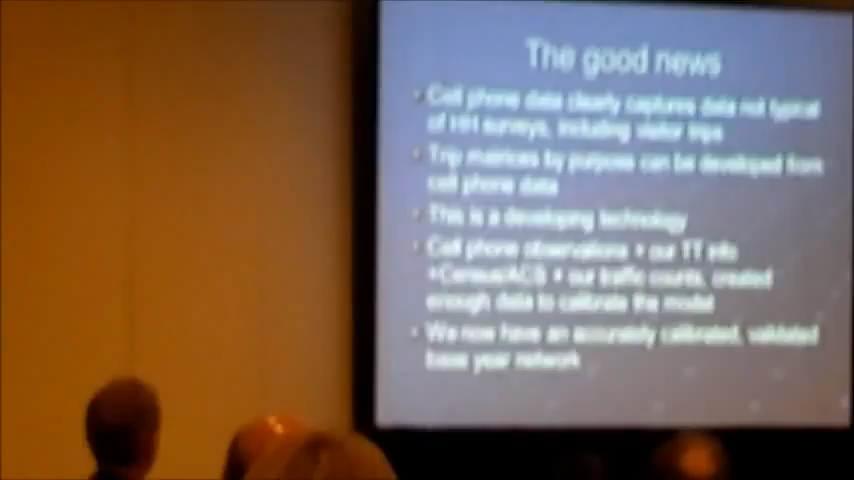 The good news
Cell phone data clearly captures data not typical
of HH surveys, including visitor trips
Trip matrices by purpose can be developed from
cell phone data
This is a developing technology
Cell phone observations + our TT info
+Census/ACS + our traffic counts, created
enough data to calibrate the model
We now have an accurately calibrated, validated
base year network